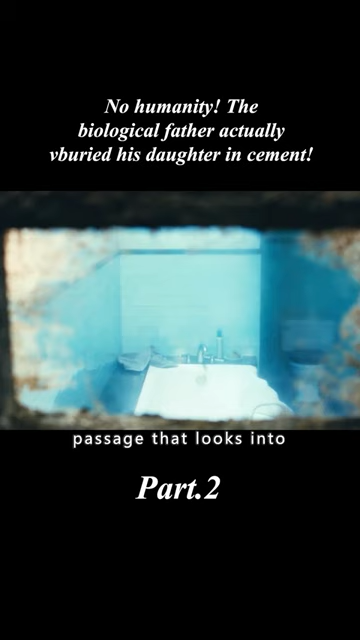 No humanity! The
biological father actually
vburied his daughter in cement!
passage that looks into
Part.2